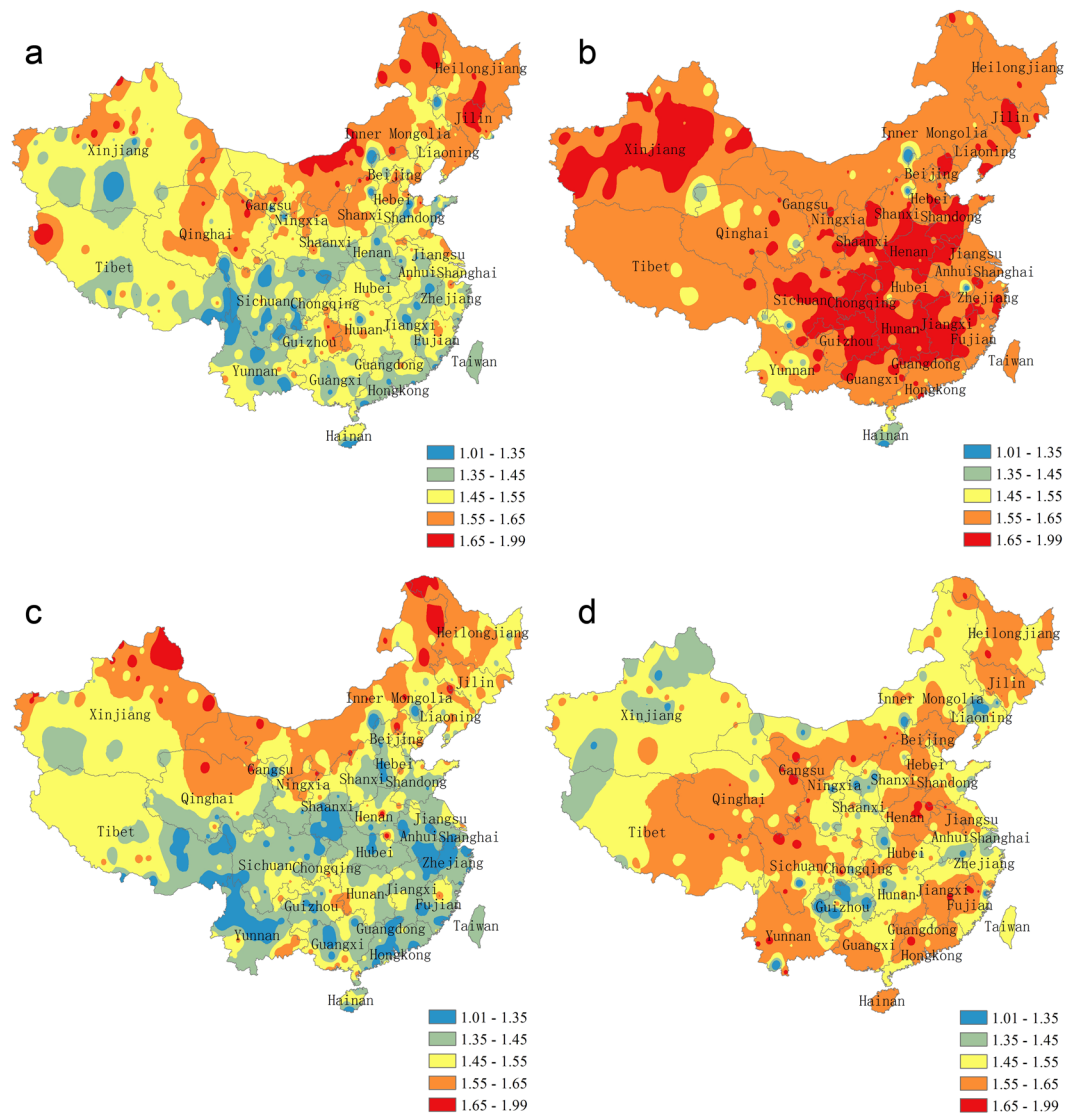 a
Heilongjiang
Jilin
Inner Mongolia
Liaoning
Xinjiang
Beijing
Gangsu
Hebei
Ningxia
Shanxi
Shandong
Qinghai
Shaanxi
Henan
Jiangsu
Tibet
Anhui
Shanghai
Hubei
Sichuan
Chongqing
Zhejiang
Hunan
Jiangxi
Guizhou
Fujian
Yunnan
Guangdong
Taiwan
Guangxi
Hongkong
Hainan
1.01 - 1.35
1.35 - 1.45
1.45 - 1.55
1.55 - 1.65
1.65 - 1.99
b
Heilongjiang
Jilin
Inner Mongolia
Liaoning
Xinjiang
Beijing
Gangsu
Hebei
Ningxia
Shanxi
Shandong
Qinghai
Shaanxi
Henan
Jiangsu
Tibet
Anhui
Shanghai
Hubei
Sichuan
Chongqing
Zhejiang
Hunan
Jiangxi
Guizhou
Fujian
Yunnan
Guangdong
Taiwan
Guangxi
Hongkong
Hainan
1.01 - 1.35
1.35 - 1.45
1.45 - 1.55
1.55 - 1.65
1.65 - 1.99
c
Heilongjiang
Jilin
Inner Mongolia
Liaoning
Xinjiang
Beijing
Gangsu
Hebei
Ningxia
Shanxi
Shandong
Qinghai
Shaanxi
Henan
Jiangsu
Tibet
Anhui
Shanghai
Hubei
Sichuan
Chongqing
Zhejiang
Hunan
Jiangxi
Guizhou
Fujian
Yunnan
Guangdong
Taiwan
Guangxi
Hongkong
Hainan
1.01 - 1.35
1.35 - 1.45
1.45 - 1.55
1.55 - 1.65
1.65 - 1.99
d
Heilongjiang
Jilin
Inner Mongolia
Liaoning
Xinjiang
Beijing
Gangsu
Hebei
Ningxia
Shanxi
Shandong
Qinghai
Shaanxi
Henan
Jiangsu
Tibet
Anhui
Shanghai
Hubei
Sichuan
Chongqing
Zhejiang
Hunan
Jiangxi
Guizhou
Fujian
Yunnan
Guangdong
Taiwan
Guangxi
Hongkong
Hainan
1.01 - 1.35
1.35 - 1.45
1.45 - 1.55
1.55 - 1.65
1.65 - 1.99